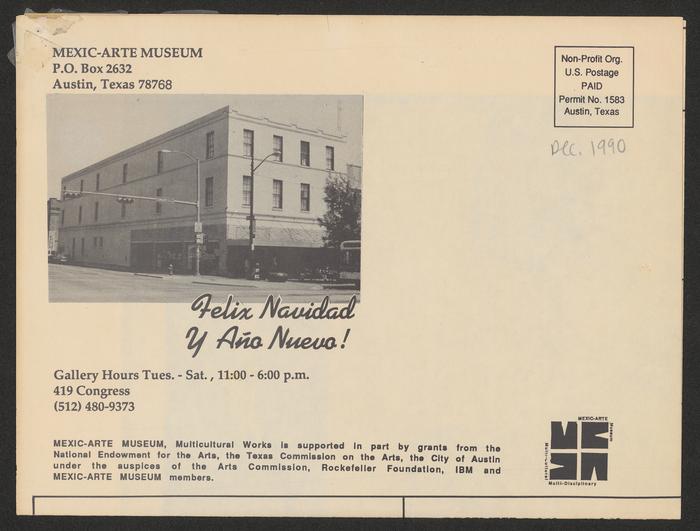 MEXIC-ARTE MUSEUM
P.O. Box 2632
Austin, Texas 78768
Non-Profit Org.
U.S. Postage
PAID
Permit No. 1583
Austin, Texas
Dec. 1990
Felix Navidad
Y Año Nuevo!
Gallery Hours Tues. - Sat. , 11:00 - 6:00 p.m.
419 Congress
(512) 480-9373
MEXIC-ARTE MUSEUM, Multicultural Works is supported in part by grants from the
National Endowment for the Arts, the Texas Commission on the Arts, the City of Austin
under the auspices of the Arts Commission, Rockefeller Foundation, IBM and
MEXIC-ARTE MUSEUM members.
MEXIC-ARTE
Museum
Multi-Cultural
Multi-Disciplinary